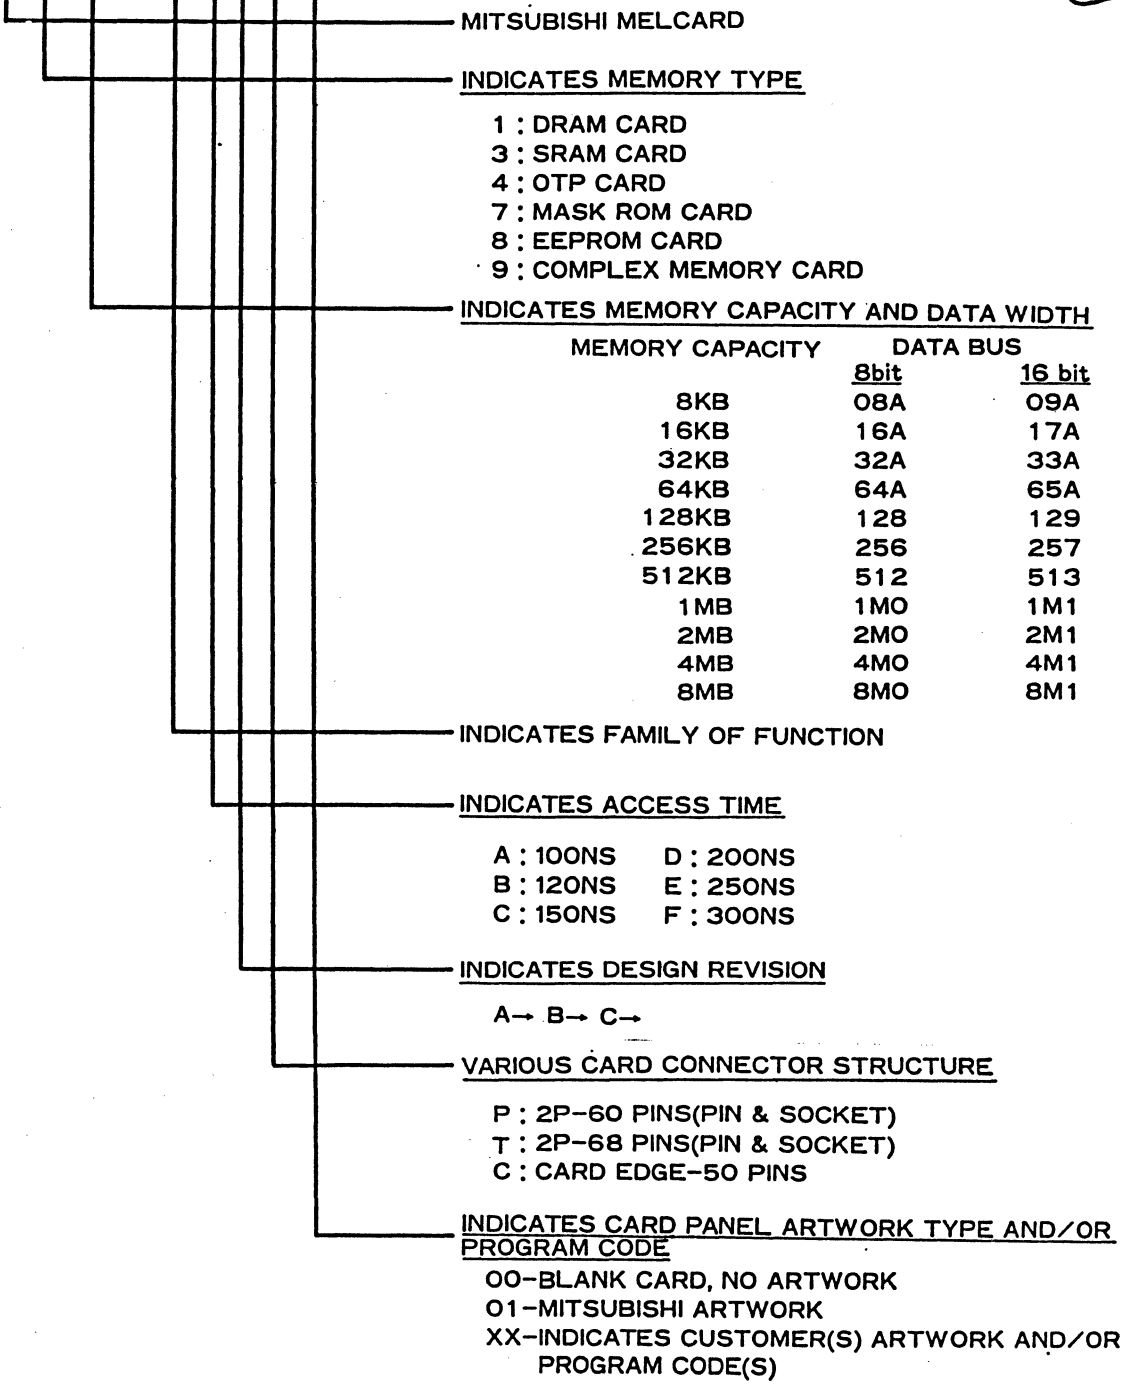 MITSUBISHI MELCARD
INDICATES MEMORY TYPE
1 : DRAM CARD
3 : SRAM CARD
4 : OTP CARD
7 : MASK ROM CARD
8 : EEPROM CARD
9 : COMPLEX MEMORY CARD
INDICATES MEMORY CAPACITY AND DATA WIDTH
MEMORY CAPACITY DATA BUS
8bit 16 bit
8KB 08A 09A
16KB 16A 17A
32KB 32A 33A
64KB 64A 65A
128KB 128 129
256KB 256 257
512KB 512 513
1MB 1M0 1M1
2MB 2M0 2M1
4MB 4M0 4M1
8MB 8M0 8M1
INDICATES FAMILY OF FUNCTION
INDICATES ACCESS TIME
A : 100NS D : 200NS
B : 120NS E : 250NS
C : 150NS F : 300NS
INDICATES DESIGN REVISION
A→ B→ C→
VARIOUS CARD CONNECTOR STRUCTURE
P : 2P-60 PINS(PIN & SOCKET)
T : 2P-68 PINS(PIN & SOCKET)
C : CARD EDGE-50 PINS
INDICATES CARD PANEL ARTWORK TYPE AND/OR
PROGRAM CODE
00-BLANK CARD, NO ARTWORK
01-MITSUBISHI ARTWORK
XX-INDICATES CUSTOMER(S) ARTWORK AND/OR
PROGRAM CODE(S)